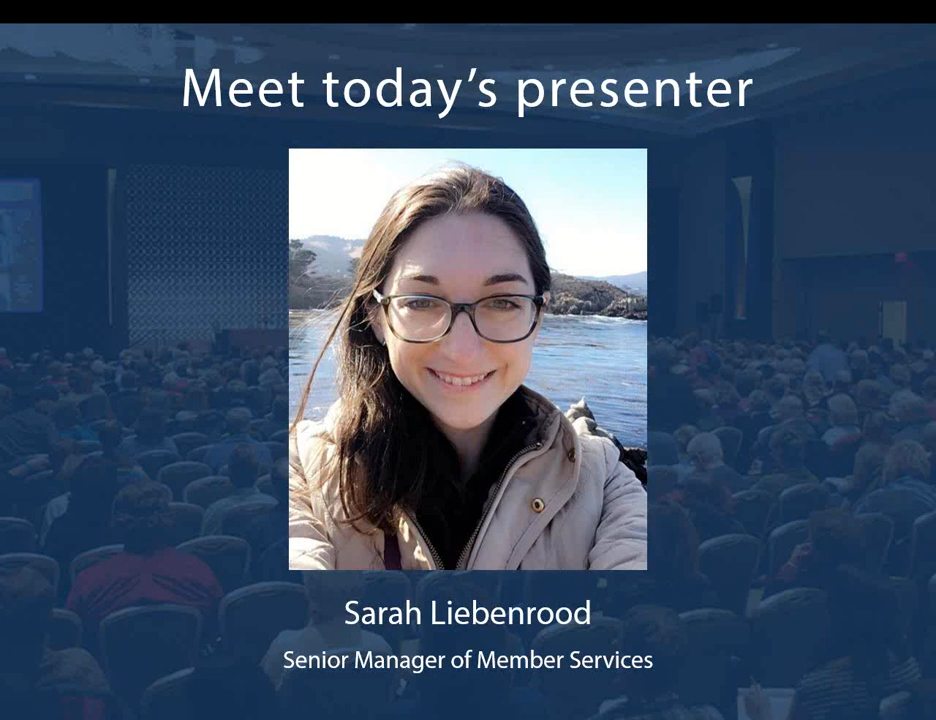 Meet today’s presenter
Sarah Liebenrood
Senior Manager of Member Services